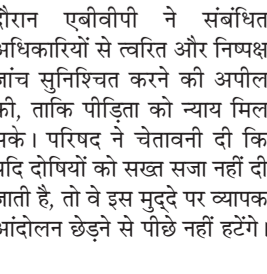 दौरान एबीवीपी ने संबंधित
अधिकारियों से त्वरित और निष्पक्ष
जांच सुनिश्चित करने की अपील
की, ताकि पीड़िता को न्याय मिल
सके। परिषद ने चेतावनी दी कि
यदि दोषियों को सख्त सजा नहीं दी
जाती है, तो वे इस मुद्दे पर व्यापक
आंदोलन छेड़ने से पीछे नहीं हटेंगे।